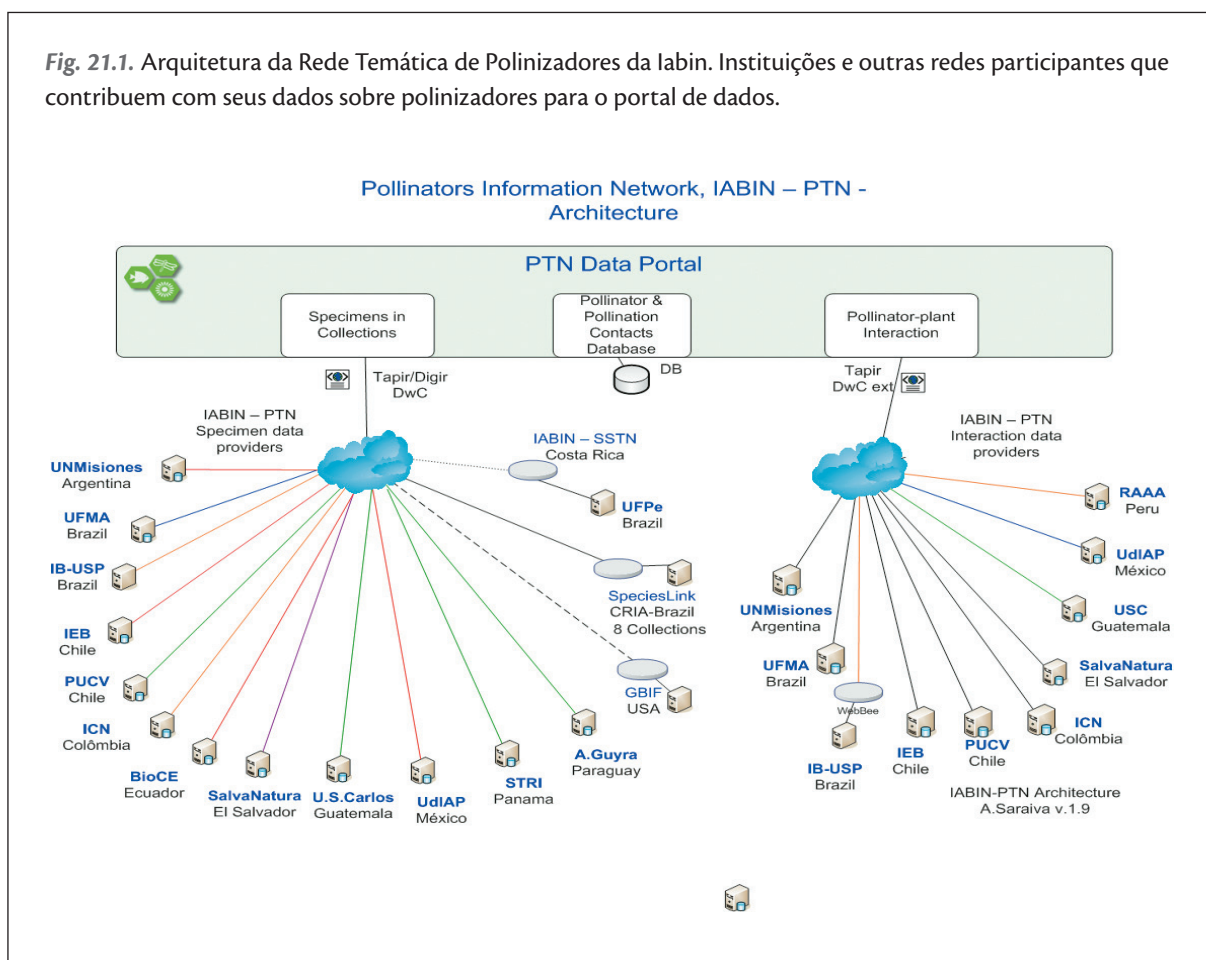 Fig. 21.1. Arquitetura da Rede Temática de Polinizadores da Iabin. Instituições e outras redes participantes que
contribuem com seus dados sobre polinizadores para o portal de dados.
Pollinators Information Network, IABIN – PTN -
Architecture
PTN Data Portal
Specimens in
Collections
Pollinator &
Pollination
Contacts
Database
Pollinator-plant
Interaction
Tapir/Digir
DwC
DB
Tapir
DwC ext
IABIN – PTN
Specimen data
providers
IABIN – SSTN
Costa Rica
IABIN – PTN
Interaction data
providers
UNMisiones
Argentina
UFMA
Brazil
IB-USP
Brazil
IEB
Chile
PUCV
Chile
ICN
Colômbia
BioCE
Ecuador
SalvaNatura
El Salvador
U.S.Carlos
Guatemala
UdlAP
México
STRI
Panama
A.Guyra
Paraguay
UFPe
Brazil
SpeciesLink
CRIA-Brazil
8 Collections
GBIF
USA
UNMisiones
Argentina
UFMA
Brazil
WebBee
IB-USP
Brazil
IEB
Chile
PUCV
Chile
ICN
Colômbia
SalvaNatura
El Salvador
USC
Guatemala
UdlAP
México
RAAA
Peru
IABIN-PTN Architecture
A.Saraiva v.1.9